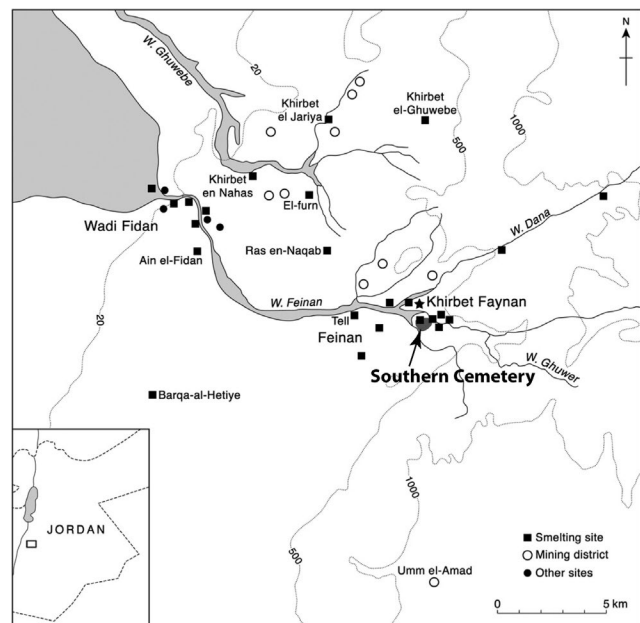 W. Ghuwebe
20
N
Khirbet
el Jariya
Khirbet
el-Ghuwebe
1000
500
Khirbet
en Nahas
El-furn
Wadi Fidan
W. Dana
Ain el-Fidan
Ras en-Naqab
W. Feinan
Khirbet Faynan
20
Tell
Feinan
W. Ghuwer
Southern Cemetery
Barqa-al-Hetiye
JORDAN
1000
500
Umm el-Amad
Smelting site
Mining district
Other sites
0 5 km